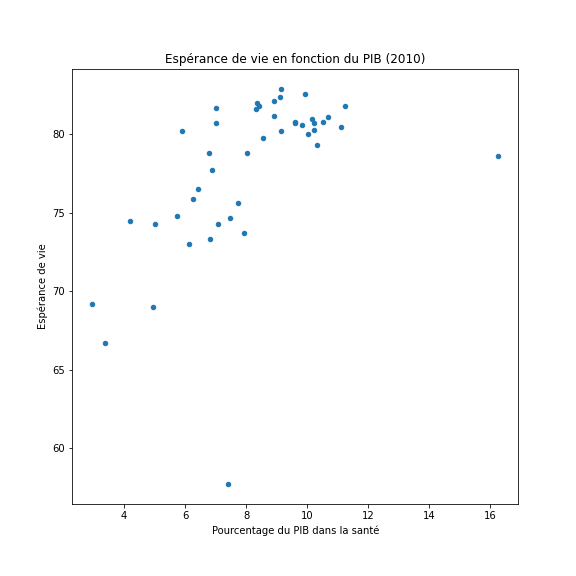 Espérance de vie en fonction du PIB (2010)
Espérance de vie
80
75
70
65
60
4 6 8 10 12 14 16
Pourcentage du PIB dans la santé